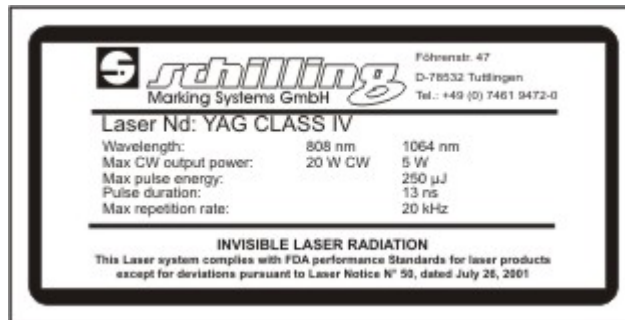 S schilling
Marking Systems GmbH
Föhrenstr. 47
D-78532 Tuttlingen
Tel.: +49 (0) 7461 9472-0
Laser Nd: YAG CLASS IV
Wavelength: 808 nm 1064 nm
Max CW output power: 20 W CW 5 W
Max pulse energy: 250 µJ
Pulse duration: 13 ns
Max repetition rate: 20 kHz
INVISIBLE LASER RADIATION
This Laser system complies with FDA performance Standards for laser products
except for deviations pursuant to Laser Notice N° 50, dated July 26, 2001